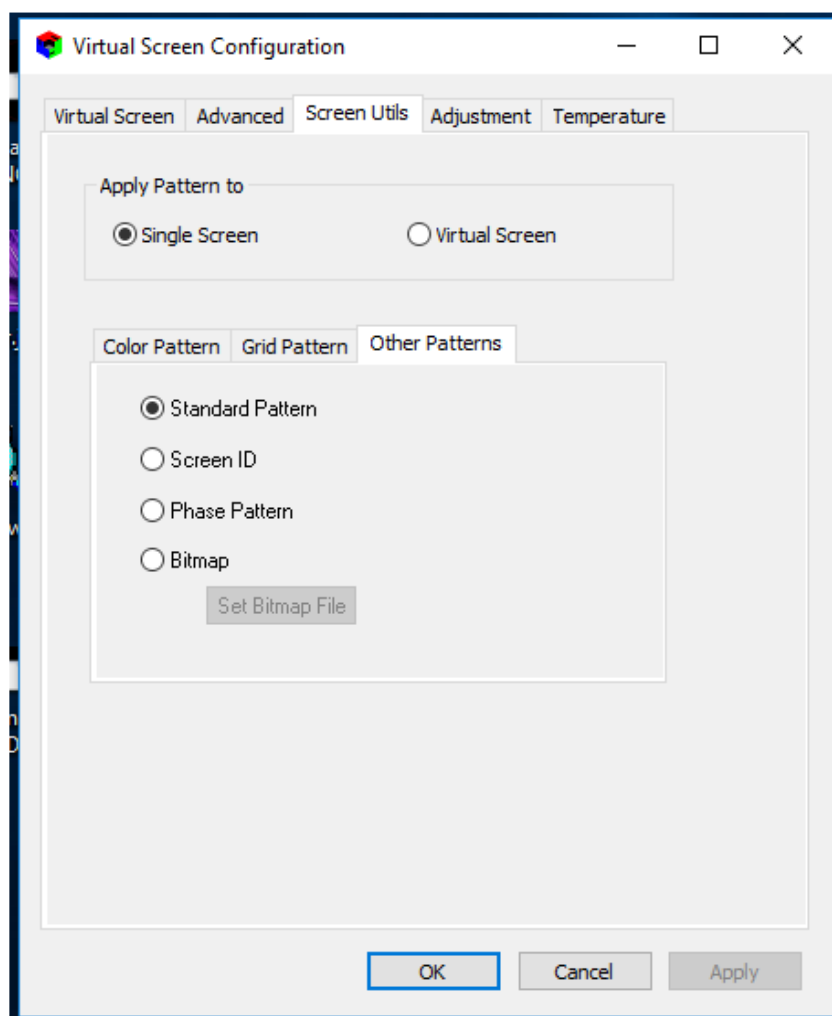 Virtual Screen Configuration
Virtual Screen Advanced Screen Utils Adjustment Temperature
Apply Pattern to
Single Screen Virtual Screen
Color Pattern Grid Pattern Other Patterns
Standard Pattern
Screen ID
Phase Pattern
Bitmap
Set Bitmap File
OK Cancel Apply